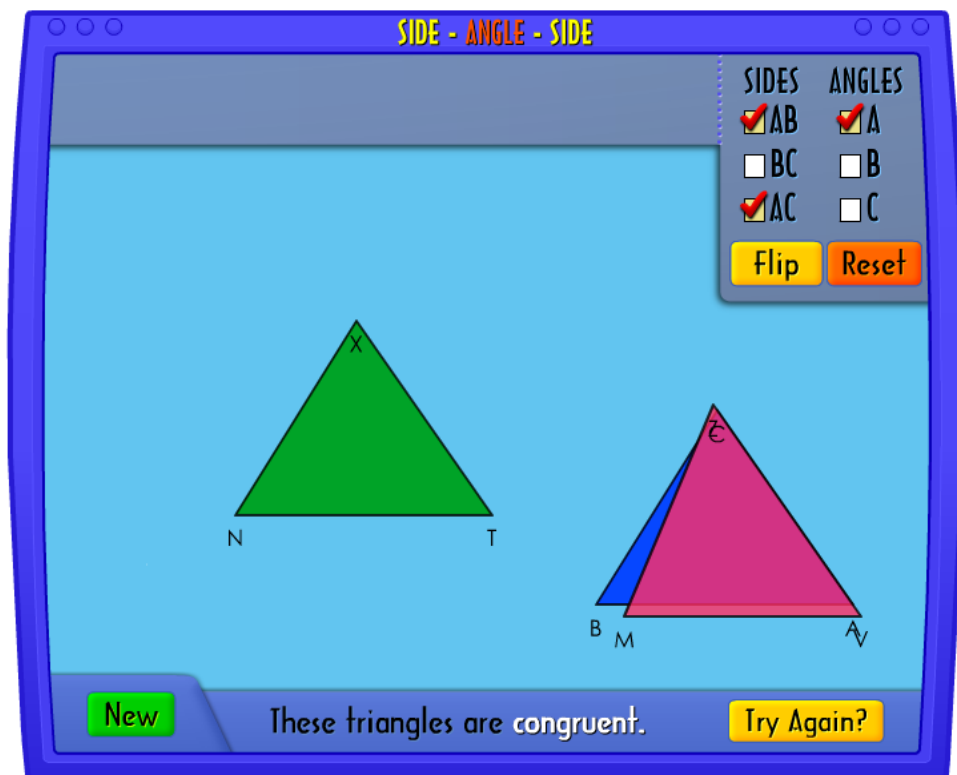 SIDE - ANGLE - SIDE
SIDES ANGLES
AB A
BC B
AC C
Flip Reset
X
Z
C
N T
B M A V
New These triangles are congruent. Try Again?